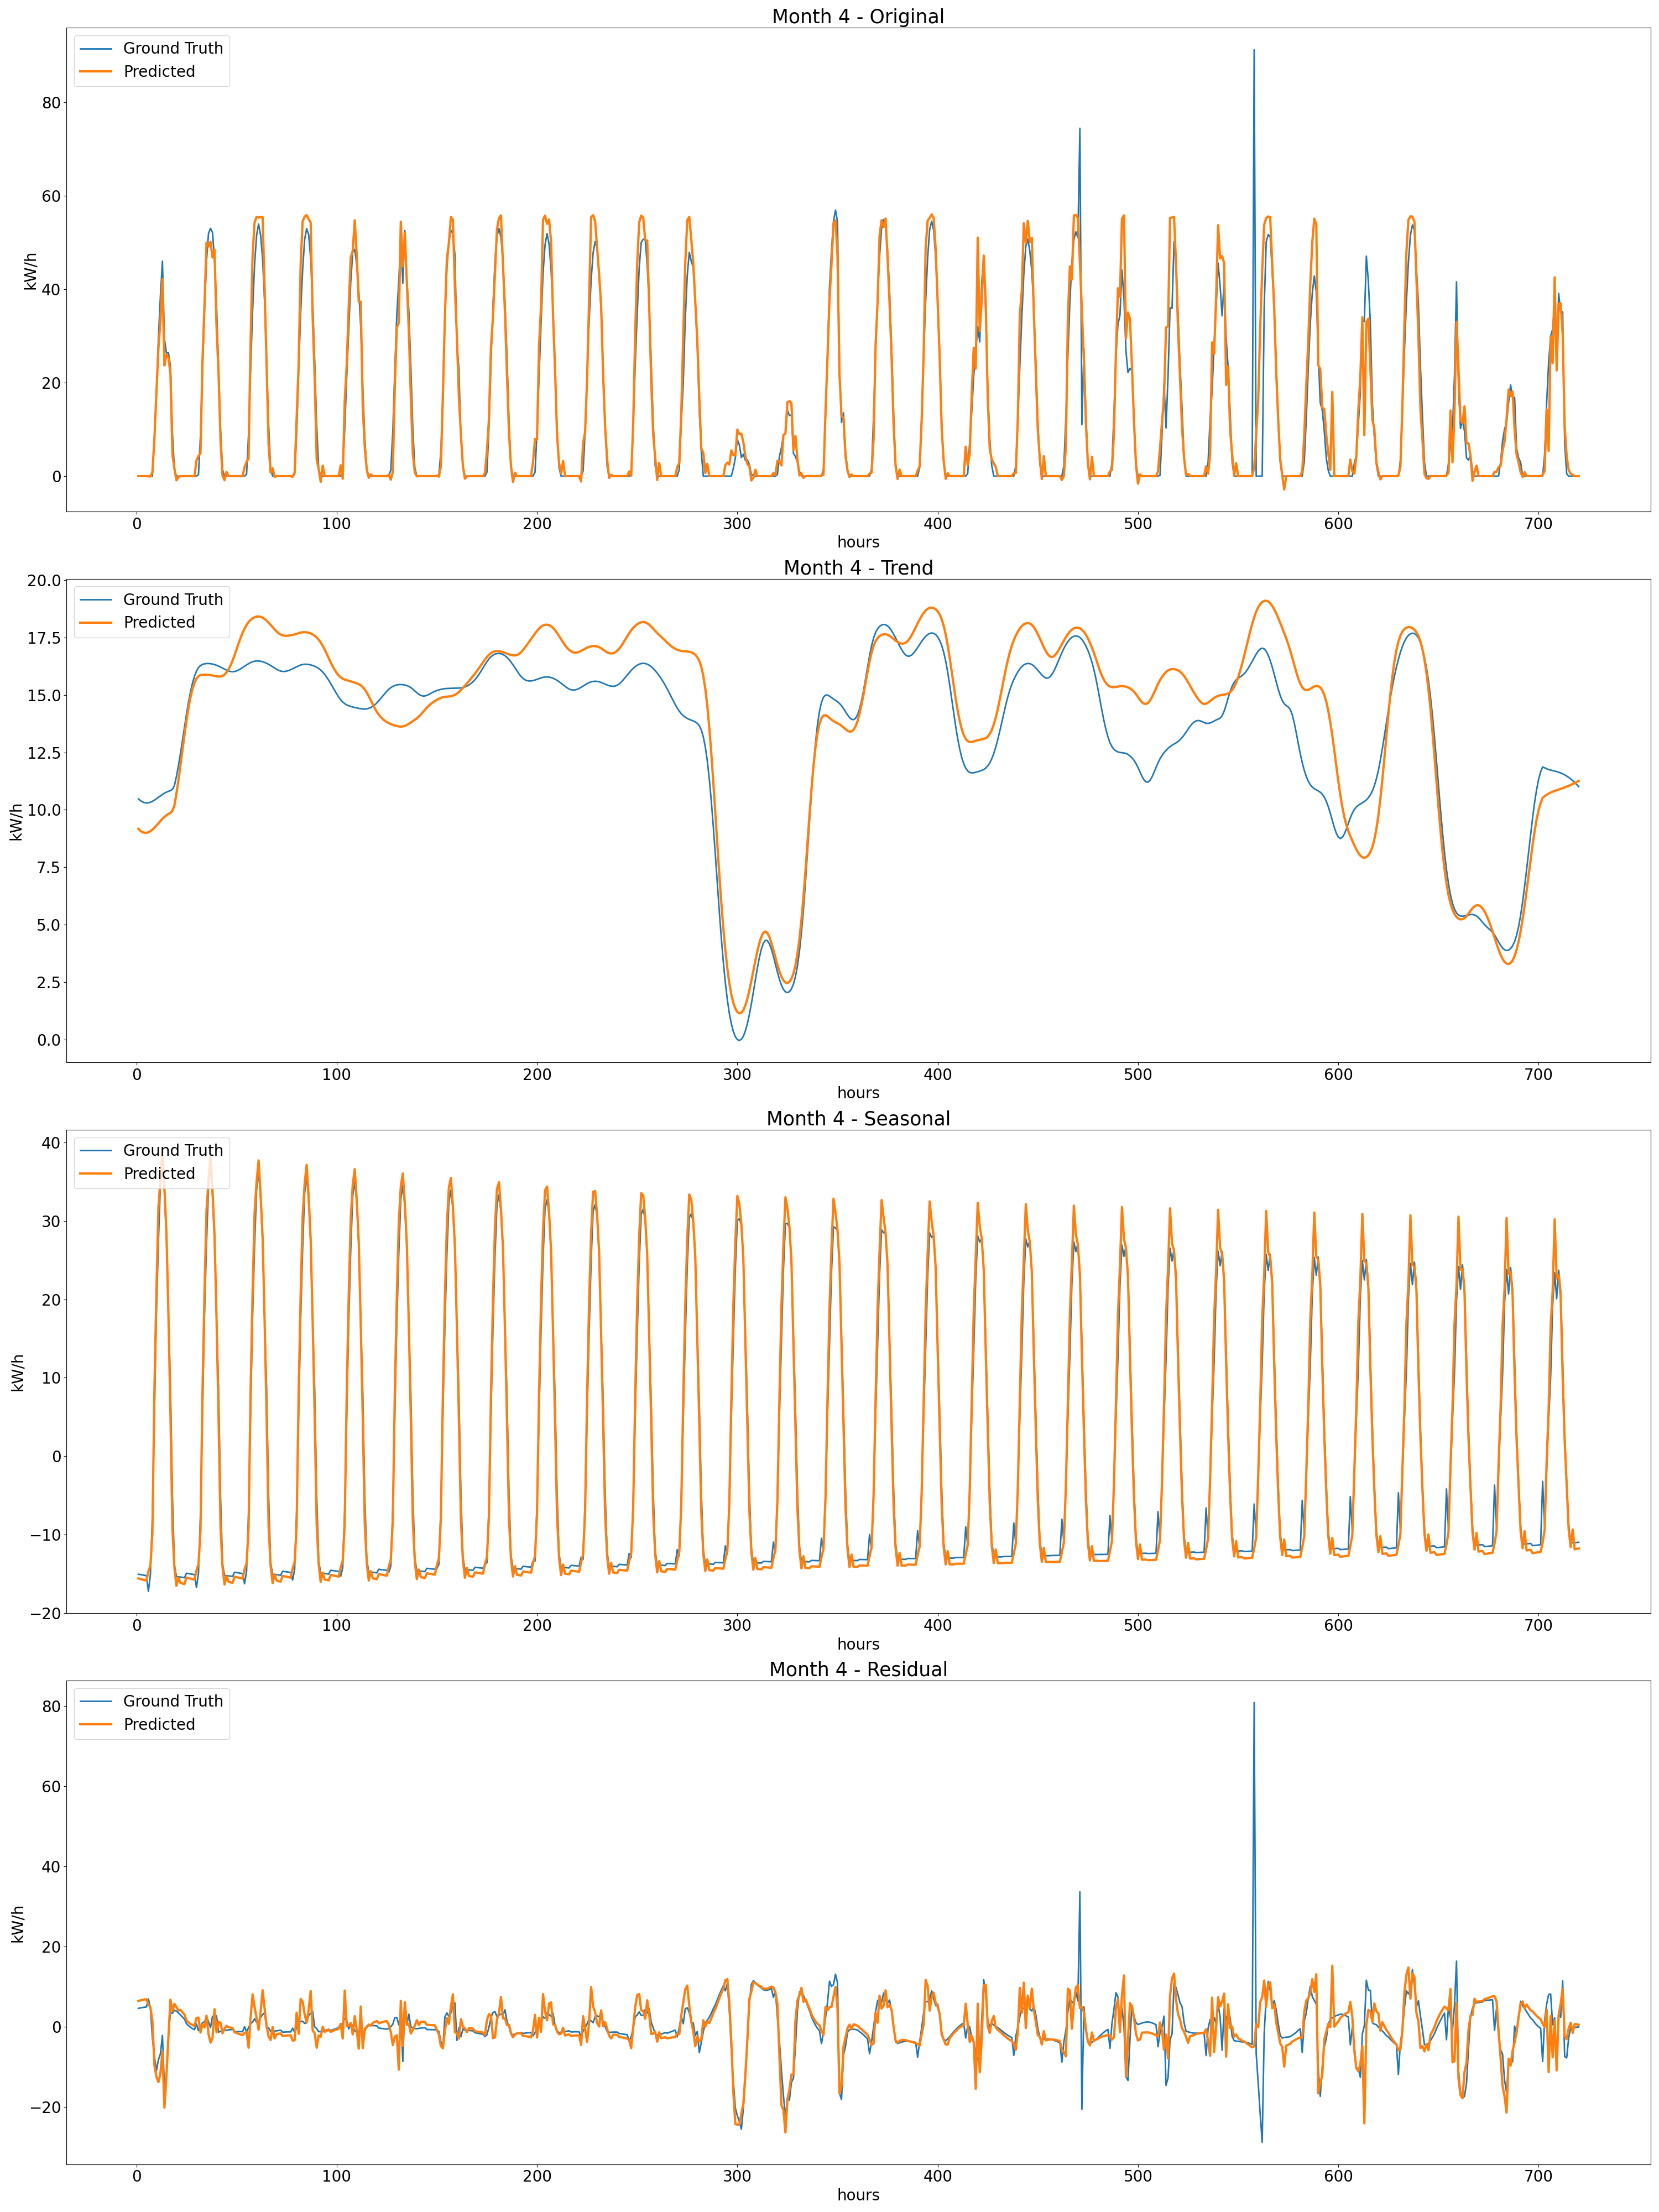 Month 4 - Original
Ground Truth
Predicted
80
60
40
20
0
kW/h
0 100 200 300 400 500 600 700
hours
Month 4 - Trend
Ground Truth
Predicted
20.0
17.5
15.0
12.5
10.0
7.5
5.0
2.5
0.0
kW/h
0 100 200 300 400 500 600 700
hours
Month 4 - Seasonal
Ground Truth
Predicted
40
30
20
10
0
−10
−20
kW/h
0 100 200 300 400 500 600 700
hours
Month 4 - Residual
Ground Truth
Predicted
80
60
40
20
0
−20
kW/h
0 100 200 300 400 500 600 700
hours